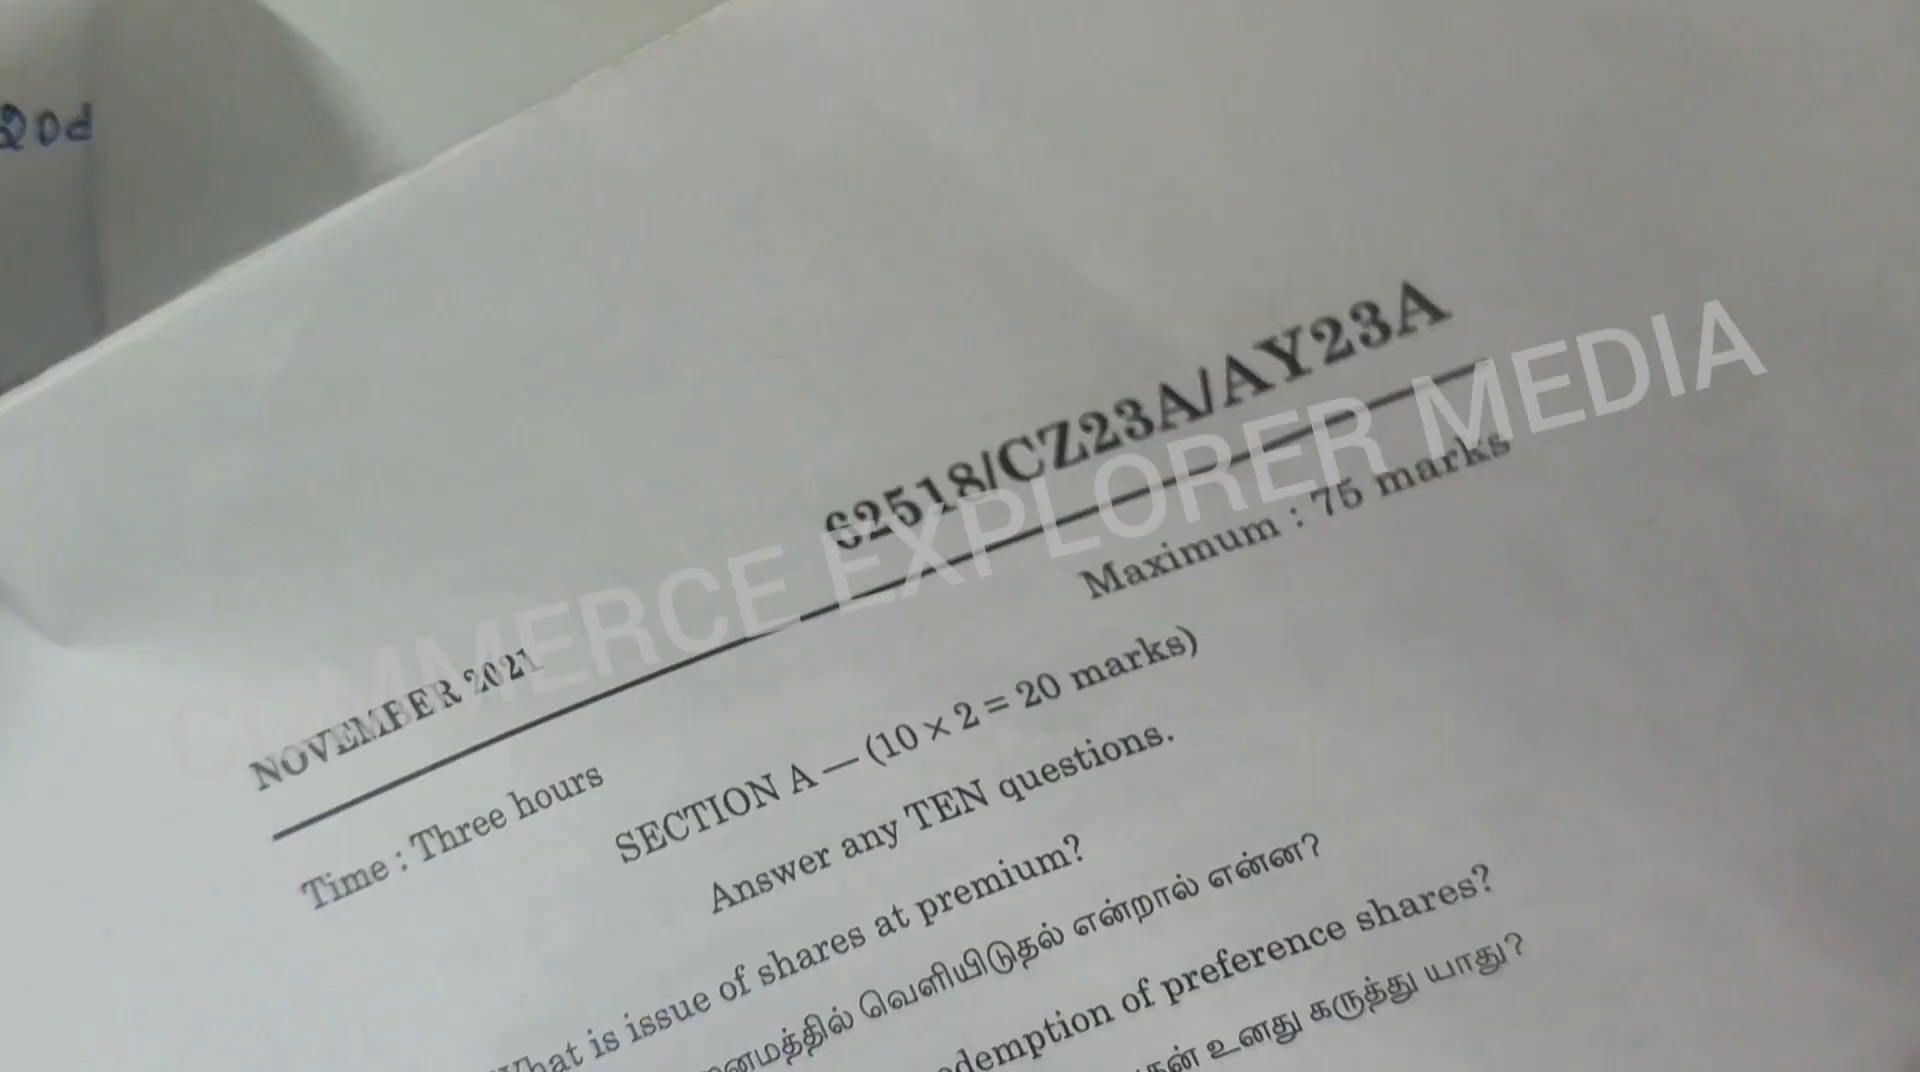 62518/CZ23A/AY23A
NOVEMBER 2021
Time : Three hours
Maximum : 75 marks
SECTION A — (10 × 2 = 20 marks)
Answer any TEN questions.
What is issue of shares at premium?
வெளியிடுதல் என்றால் என்ன?
of preference shares?
உனது கருத்து யாது?
COMMERCE EXPLORER MEDIA